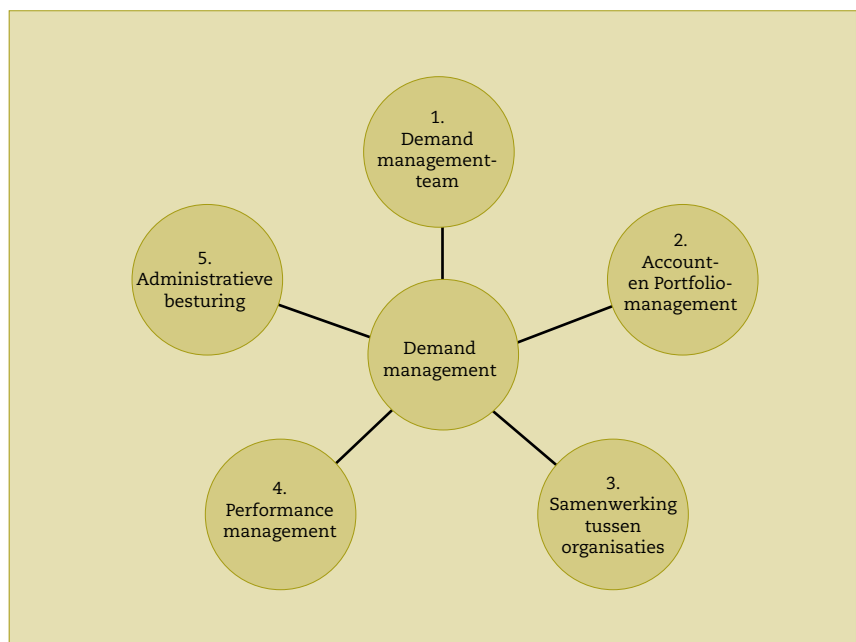 1.
Demand
management-
team
2.
Account-
en Portfolio-
management
3.
Samenwerking
tussen
organisaties
4.
Performance
management
5.
Administratieve
besturing
Demand
management